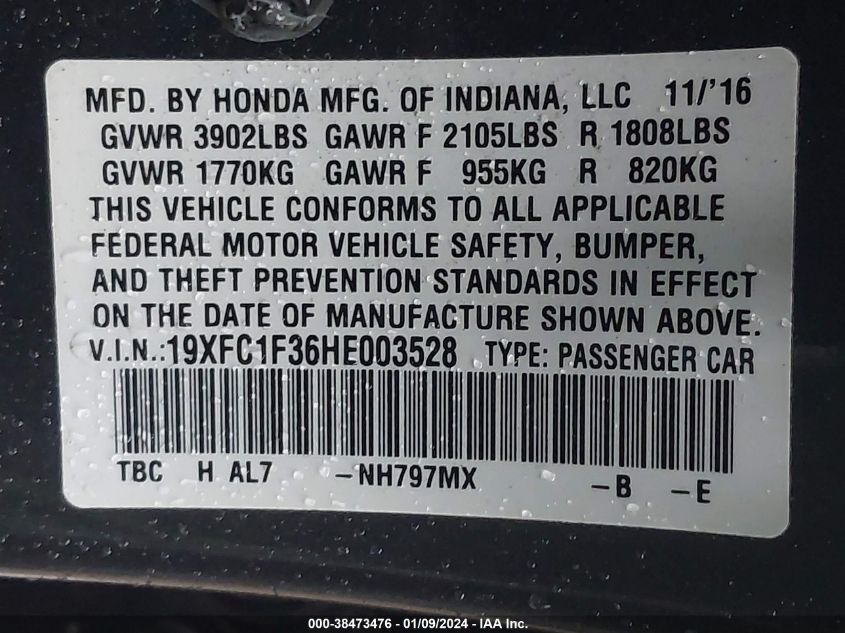 MFD. BY HONDA MFG. OF INDIANA, LLC 11/'16
GVWR 3902LBS GAWR F 2105LBS R 1808LBS
GVWR 1770KG GAWR F 955KG R 820KG
THIS VEHICLE CONFORMS TO ALL APPLICABLE
FEDERAL MOTOR VEHICLE SAFETY, BUMPER,
AND THEFT PREVENTION STANDARDS IN EFFECT
ON THE DATE OF MANUFACTURE SHOWN ABOVE.
V.I.N.:19XFC1F36HE003528 TYPE: PASSENGER CAR
TBC H AL7 -NH797MX -B -E
000-38473476 - 01/09/2024 - IAA Inc.